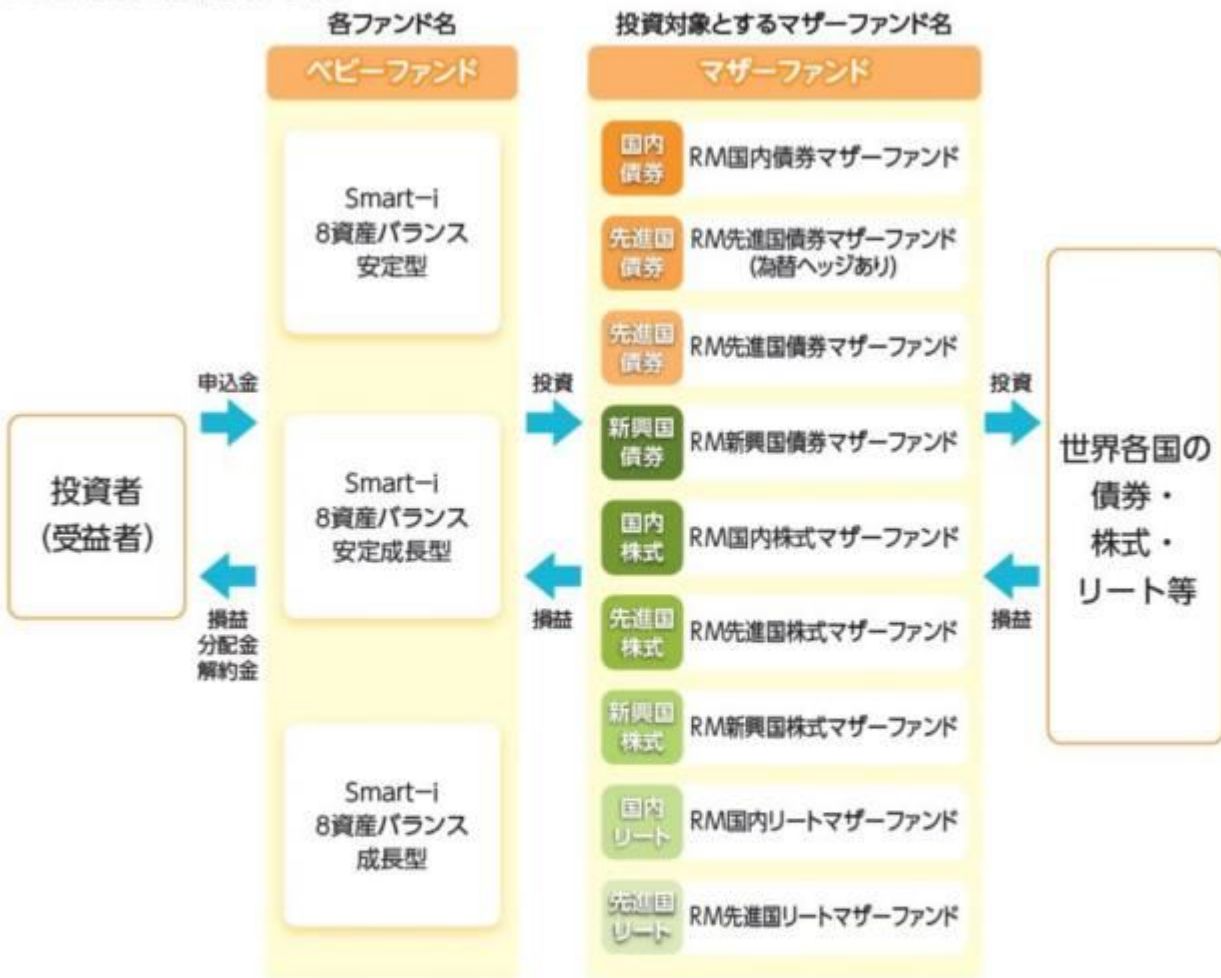 各ファンド名
投資対象とするマザーファンド名
ベビーファンド
マザーファンド
投資者
(受益者)
申込金
損益
分配金
解約金
Smart−i
8資産バランス
安定型
Smart−i
8資産バランス
安定成長型
Smart−i
8資産バランス
成長型
投資
損益
国内
債券
RM国内債券マザーファンド
先進国
債券
RM先進国債券マザーファンド
(為替ヘッジあり)
先進国
債券
RM先進国債券マザーファンド
新興国
債券
RM新興国債券マザーファンド
国内
株式
RM国内株式マザーファンド
先進国
株式
RM先進国株式マザーファンド
新興国
株式
RM新興国株式マザーファンド
国内
リート
RM国内リートマザーファンド
先進国
リート
RM先進国リートマザーファンド
投資
損益
世界各国の
債券・
株式・
リート等